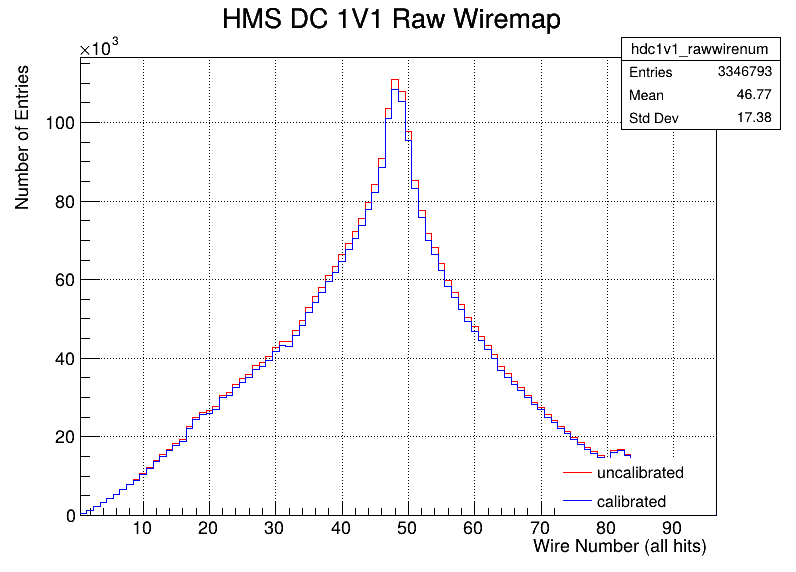 HMS DC 1V1 Raw Wiremap
×10³
hdc1v1_rawwirenum
Entries 3346793
Mean 46.77
Std Dev 17.38
Number of Entries
100
80
60
40
20
0
uncalibrated
calibrated
10 20 30 40 50 60 70 80 90
Wire Number (all hits)